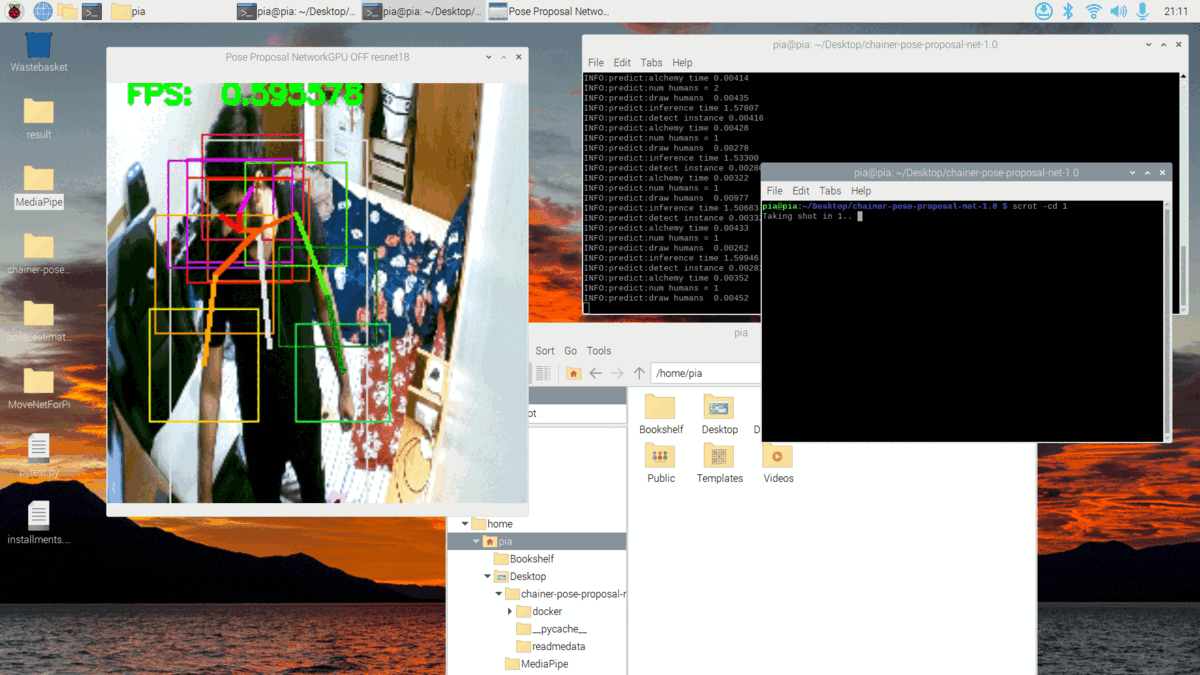 pia
pia@pia: ~/Desktop/...
pia@pia: ~/Desktop/...
Pose Proposal Netwo...
21:11
Wastebasket
result
MediaPipe
chainer-pose...
pose_estimat...
MoveNetForPi
pytest.py
installments....
Pose Proposal NetworkGPU OFF resnet18
FPS: 0.595578
pia@pia: ~/Desktop/chainer-pose-proposal-net-1.0
File Edit Tabs Help
INFO:predict:alchemy time 0.00414
INFO:predict:num humans = 2
INFO:predict:draw humans 0.00435
INFO:predict:inference time 1.57807
INFO:predict:detect instance 0.00416
INFO:predict:alchemy time 0.00428
INFO:predict:num humans = 1
INFO:predict:draw humans 0.00278
INFO:predict:inference time 1.53300
INFO:predict:detect instance 0.0028
INFO:predict:alchemy time 0.00322
INFO:predict:num humans = 1
INFO:predict:draw humans 0.00977
INFO:predict:inference time 1.50683
INFO:predict:detect instance 0.0033
INFO:predict:alchemy time 0.00433
INFO:predict:num humans = 1
INFO:predict:draw humans 0.00262
INFO:predict:inference time 1.59946
INFO:predict:detect instance 0.0028
INFO:predict:alchemy time 0.00352
INFO:predict:num humans = 1
INFO:predict:draw humans 0.00452
pia@pia: ~/Desktop/chainer-pose-proposal-net-1.0
File Edit Tabs Help
pia@pia:~/Desktop/chainer-pose-proposal-net-1.0 $ scrot -cd 1
Taking shot in 1..
pia
Sort Go Tools
/home/pia
ot
Bookshelf
Desktop
D
Public
Templates
Videos
home
pia
Bookshelf
Desktop
chainer-pose-proposal-r
docker
__pycache__
readmedata
MediaPipe